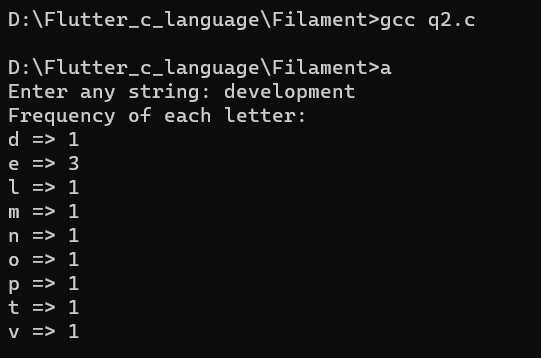 D:\Flutter_c_language\Filament>gcc q2.c
D:\Flutter_c_language\Filament>a
Enter any string: development
Frequency of each letter:
d => 1
e => 3
l => 1
m => 1
n => 1
o => 1
p => 1
t => 1
v => 1